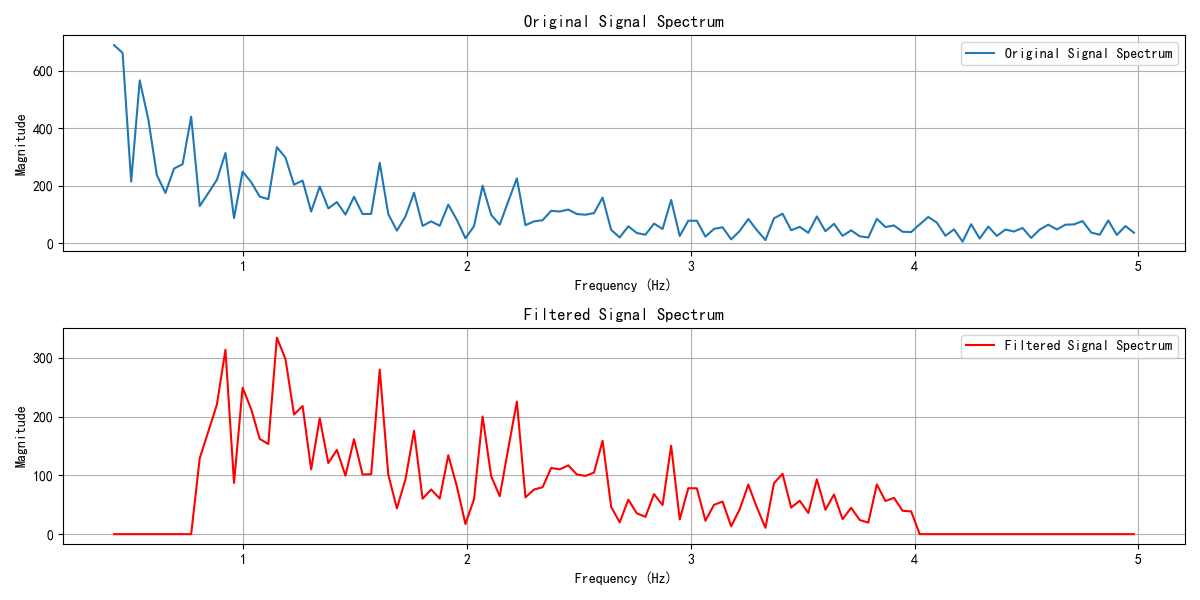 Original Signal Spectrum
Original Signal Spectrum
Magnitude
600
400
200
0
1 2 3 4 5
Frequency (Hz)
Filtered Signal Spectrum
Filtered Signal Spectrum
Magnitude
300
200
100
0
1 2 3 4 5
Frequency (Hz)